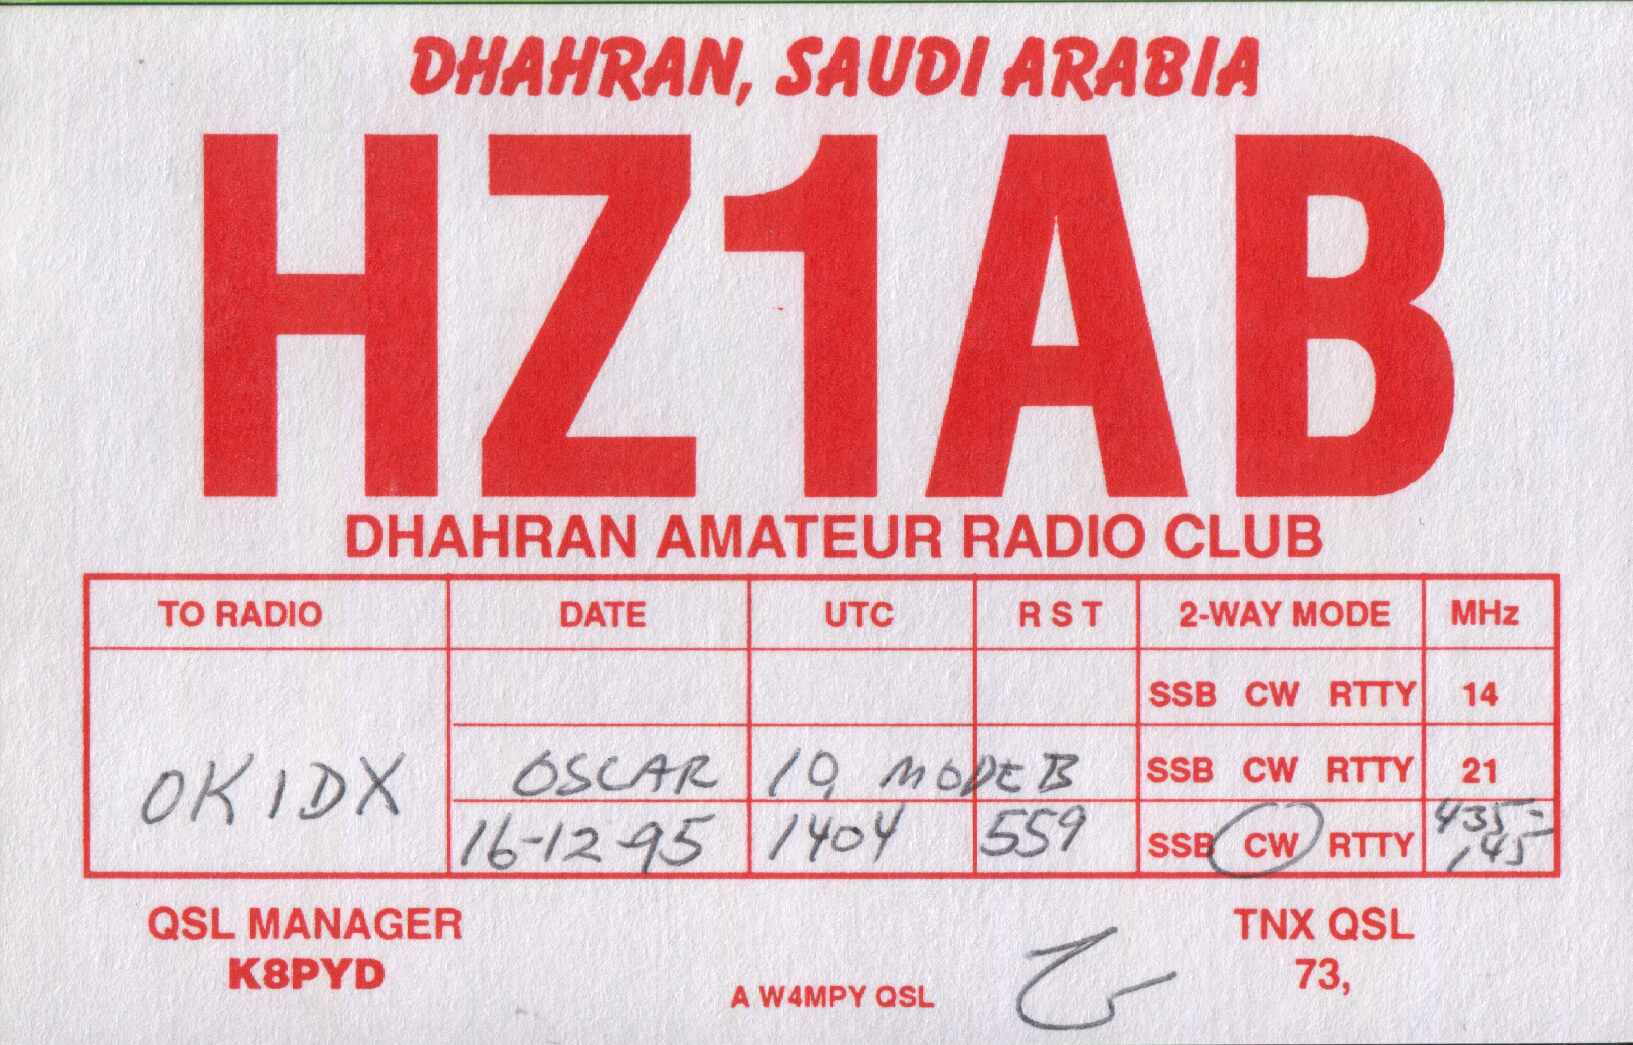 DHAHRAN, SAUDI ARABIA
HZ1AB
DHAHRAN AMATEUR RADIO CLUB
TO RADIO DATE UTC RST 2-WAY MODE MHz
SSB CW RTTY 14
OSCAR 10, MODE B SSB CW RTTY 21
OK1DX 16-12-95 1404 559 SSB CW RTTY 435-
145
QSL MANAGER TNX QSL
K8PYD 73,
A W4MPY QSL